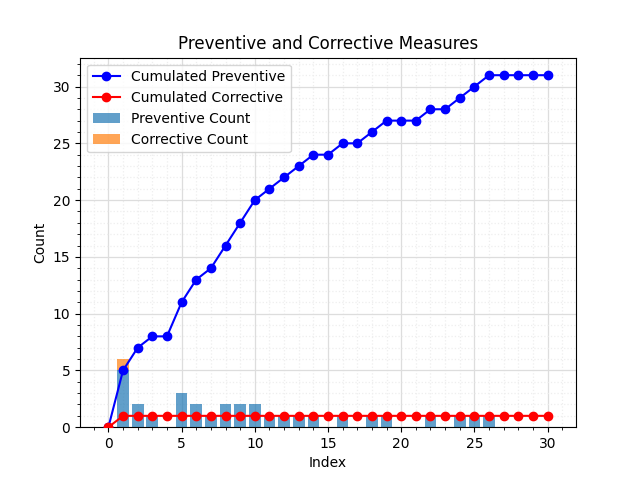 Preventive and Corrective Measures
Cumulated Preventive
Cumulated Corrective
Preventive Count
Corrective Count
30
25
20
15
10
5
0
Count
0 5 10 15 20 25 30
Index